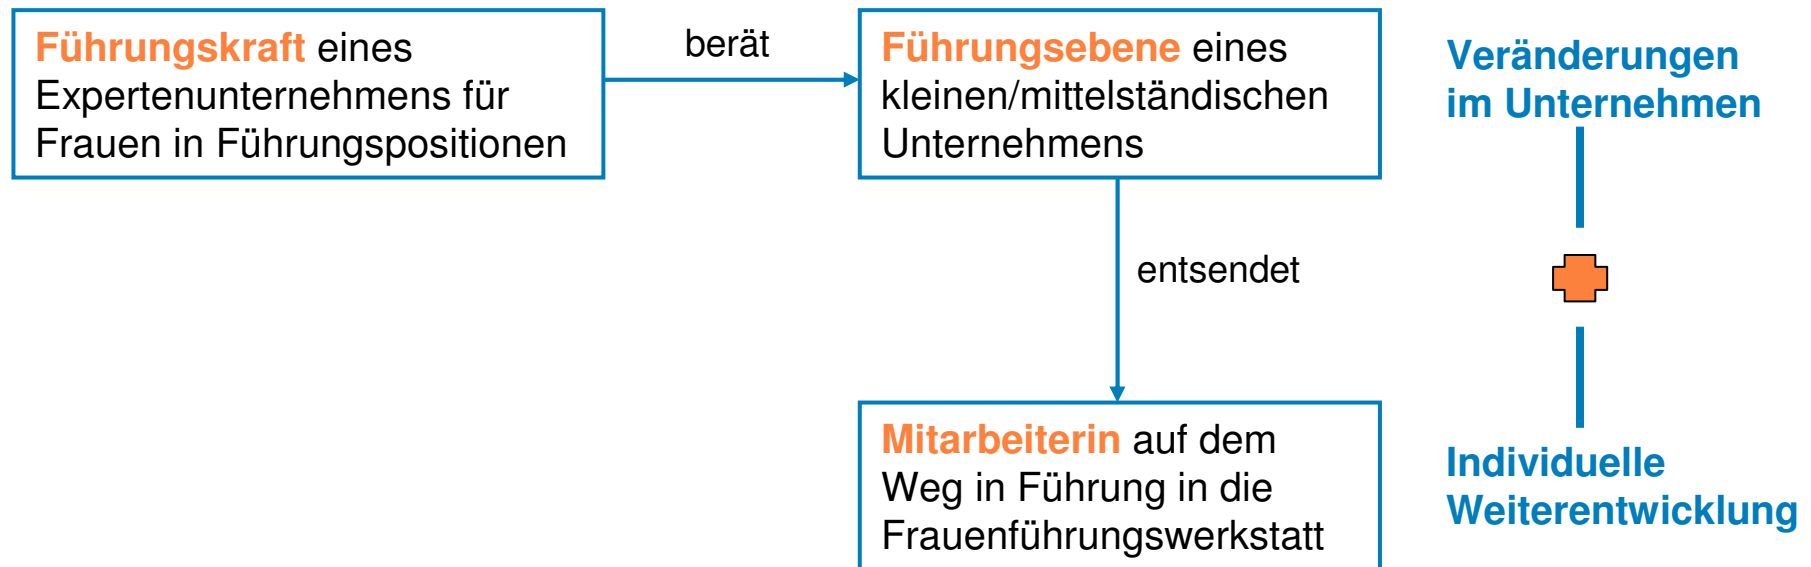 Führungskraft eines
Expertenunternehmens für
Frauen in Führungspositionen
berät
Führungsebene eines
kleinen/mittelständischen
Unternehmens
Veränderungen
im Unternehmen
entsendet
Mitarbeiterin auf dem
Weg in Führung in die
Frauenführungswerkstatt
Individuelle
Weiterentwicklung